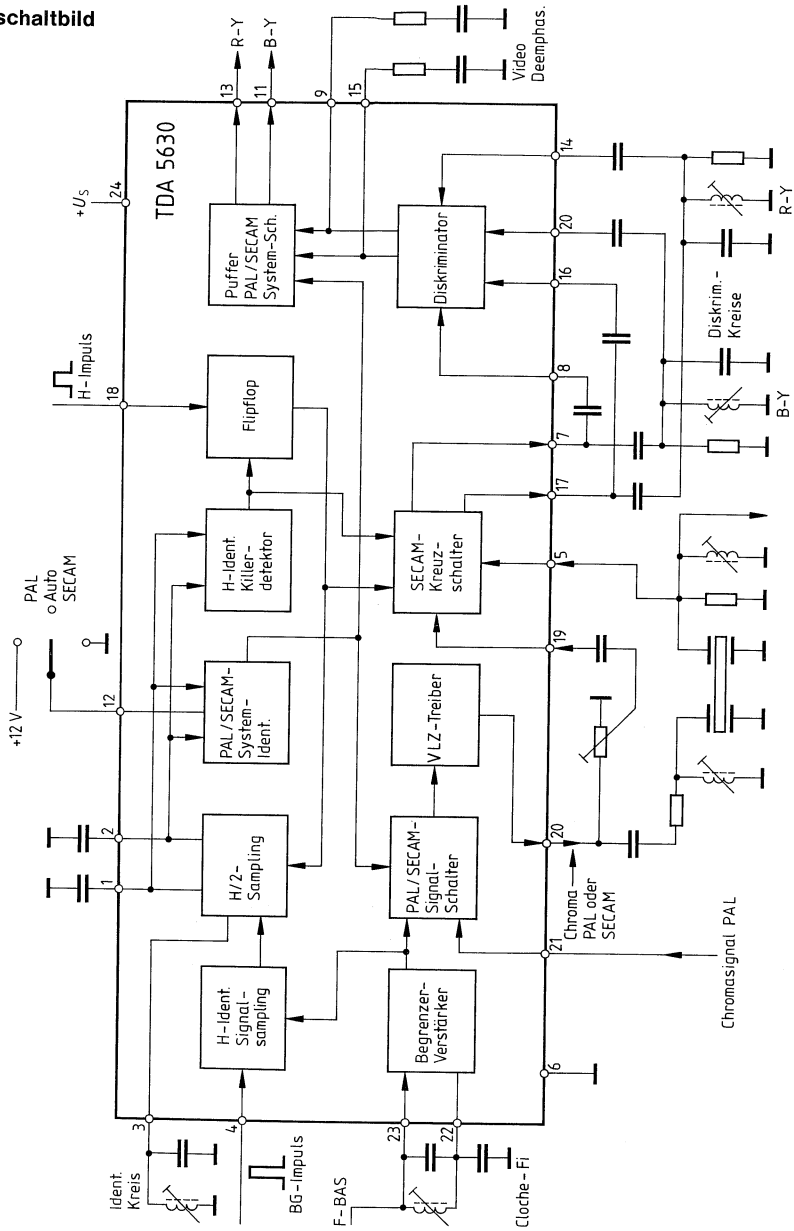 schaltbild
TDA 5630
R-Y
B-Y
13
11
9
15
Video
Deemphas.
+US
24
Puffer
PAL/SECAM
System-Sch.
Diskriminator
14
20
16
8
R-Y
Diskrim.-
Kreise
B-Y
H-Impuls
18
Flipflop
7
17
H-Ident.
Killer-
detektor
SECAM-
Kreuz-
schalter
5
19
+12 V
PAL
Auto
SECAM
12
PAL/SECAM-
System-
Ident.
VLZ-Treiber
2
1
H/2-
Sampling
PAL/SECAM-
Signal-
Schalter
20
Chroma
PAL oder
SECAM
21
Chromasignal PAL
H-Ident.
Signal-
sampling
Begrenzer-
Verstärker
6
3
4
23
22
Ident.
Kreis
BG-Impuls
F-BAS
Cloche-Fi